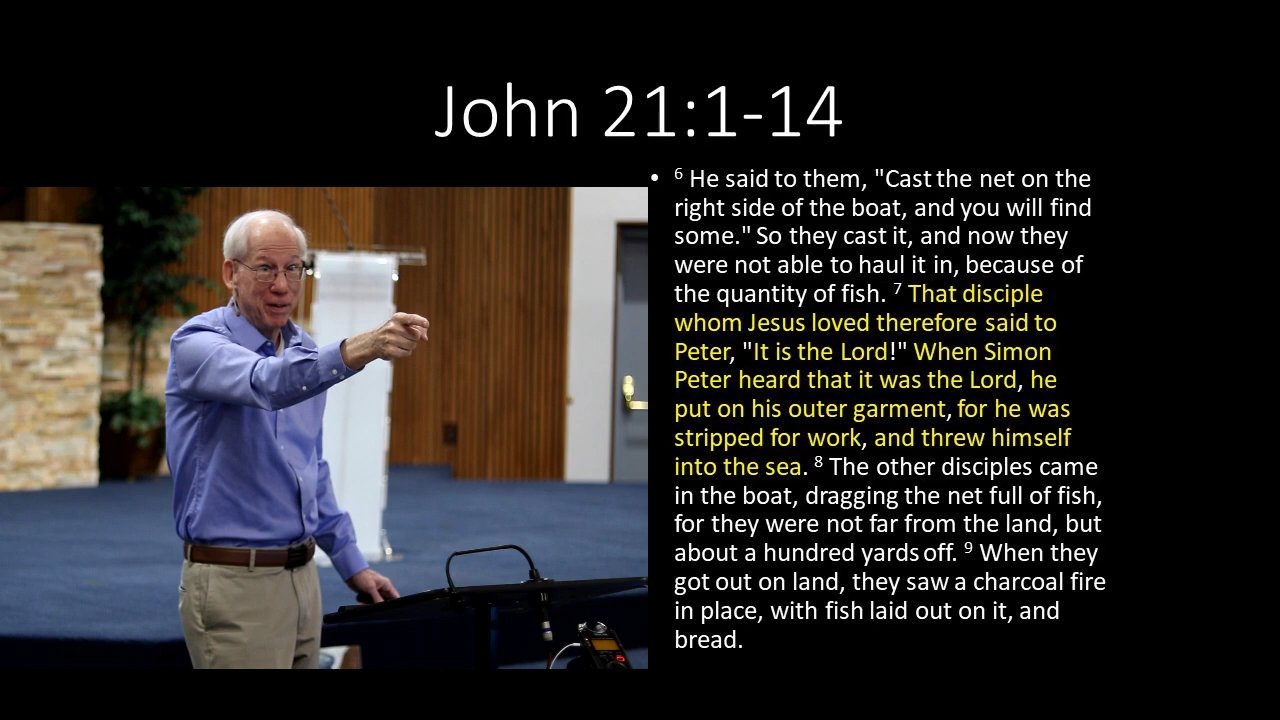 John 21:1-14
• ⁶ He said to them, "Cast the net on the
right side of the boat, and you will find
some." So they cast it, and now they
were not able to haul it in, because of
the quantity of fish. ⁷ That disciple
whom Jesus loved therefore said to
Peter, "It is the Lord!" When Simon
Peter heard that it was the Lord, he
put on his outer garment, for he was
stripped for work, and threw himself
into the sea. ⁸ The other disciples came
in the boat, dragging the net full of fish,
for they were not far from the land, but
about a hundred yards off. ⁹ When they
got out on land, they saw a charcoal fire
in place, with fish laid out on it, and
bread.